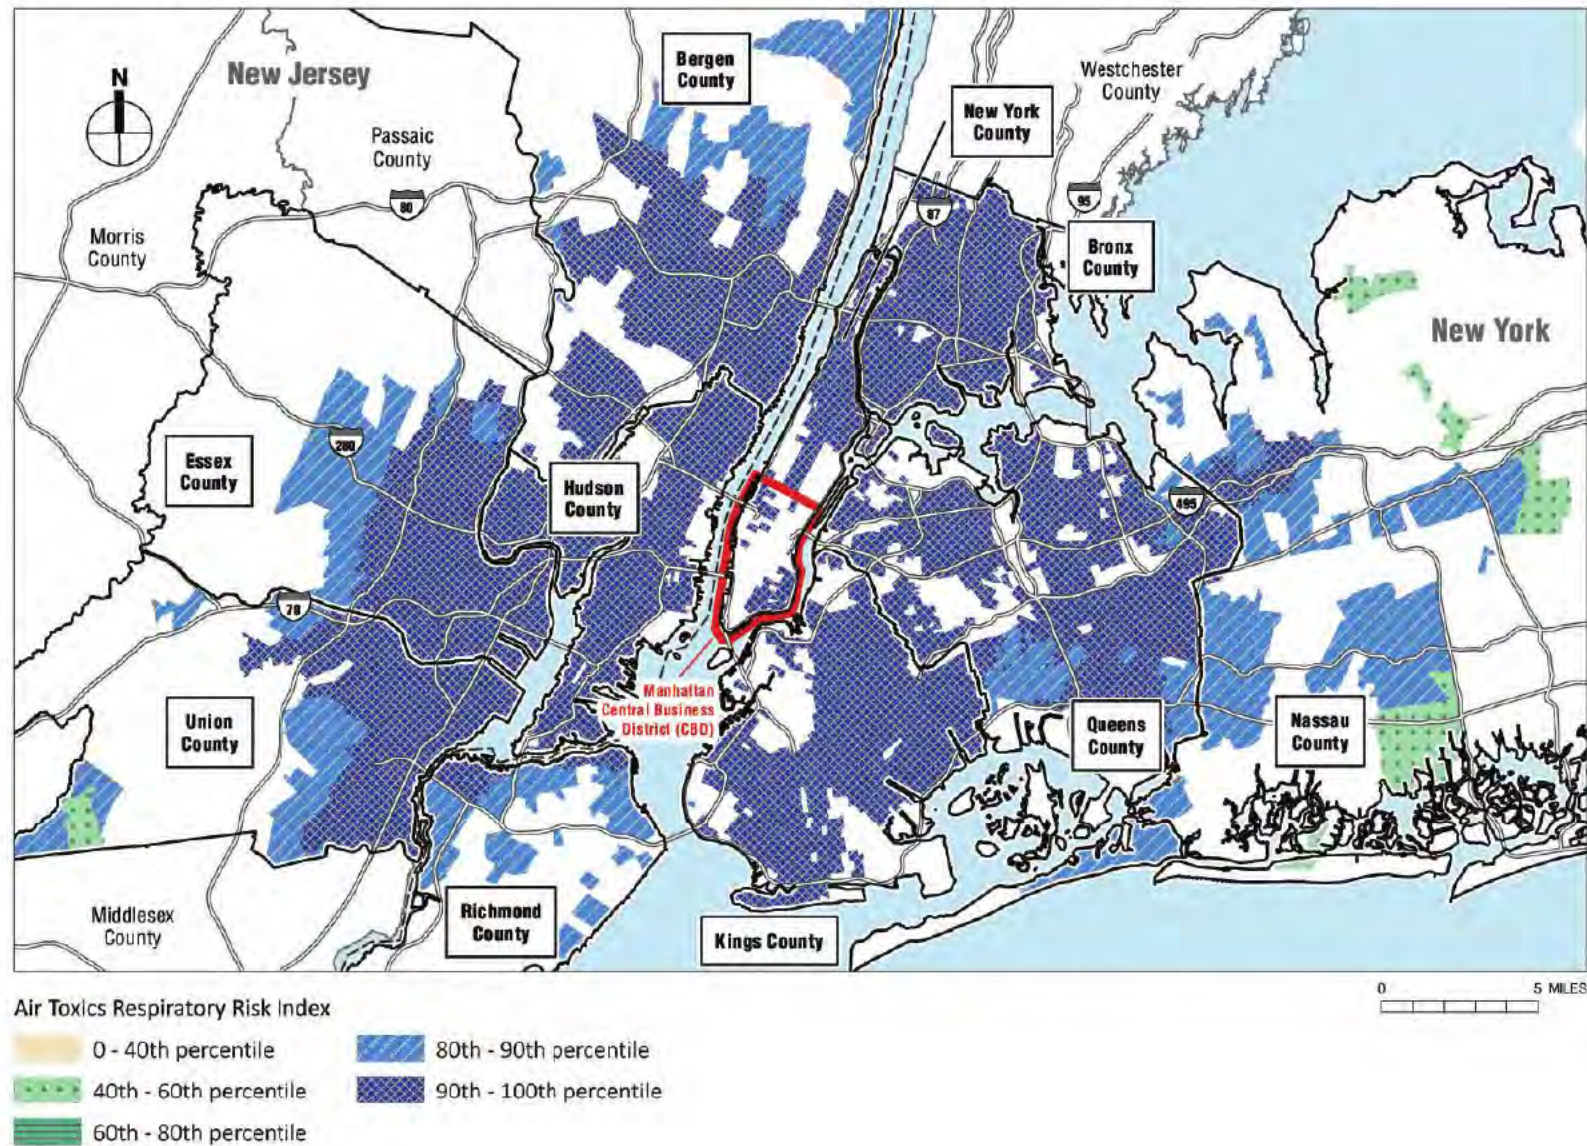 New Jersey
Bergen
County
Westchester
County
N
New York
County
Passaic
County
80
87
95
Morris
County
Bronx
County
New York
280
Essex
County
Hudson
County
495
78
Manhattan
Central Business
District (CBD)
Union
County
Queens
County
Nassau
County
Middlesex
County
Richmond
County
Kings County
0 5 MILES
Air Toxics Respiratory Risk Index
0 - 40th percentile
40th - 60th percentile
60th - 80th percentile
80th - 90th percentile
90th - 100th percentile